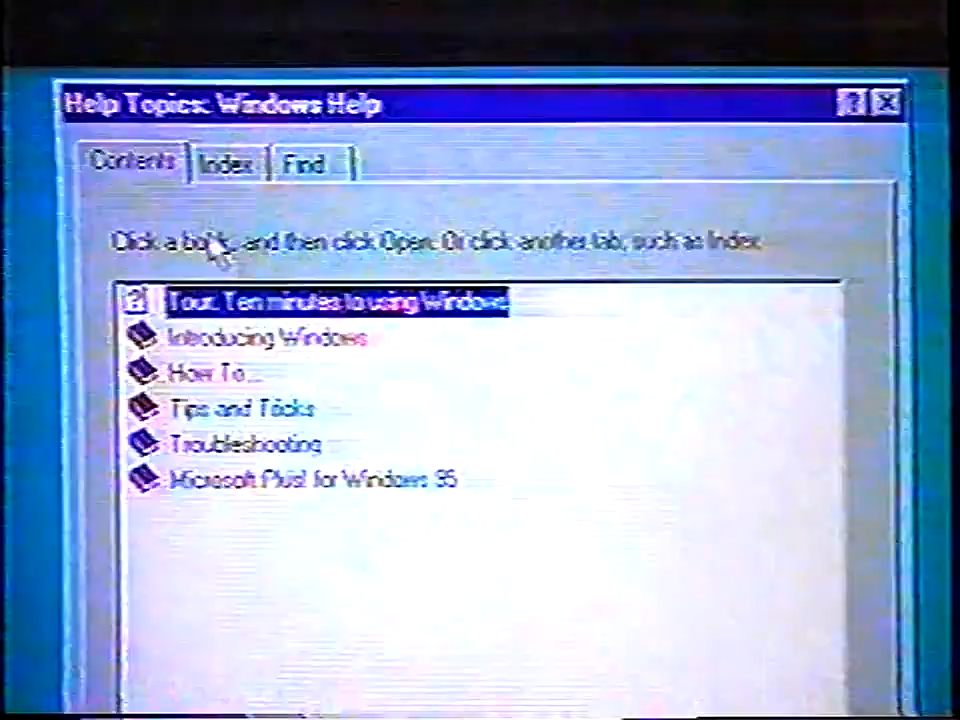 Help Topics: Windows Help
Contents Index Find
Click a book, and then click Open. Or click another tab, such as Index.
Tour: Ten minutes to using Windows
Introducing Windows
How To...
Tips and Tricks
Troubleshooting
Microsoft Plus! for Windows 95